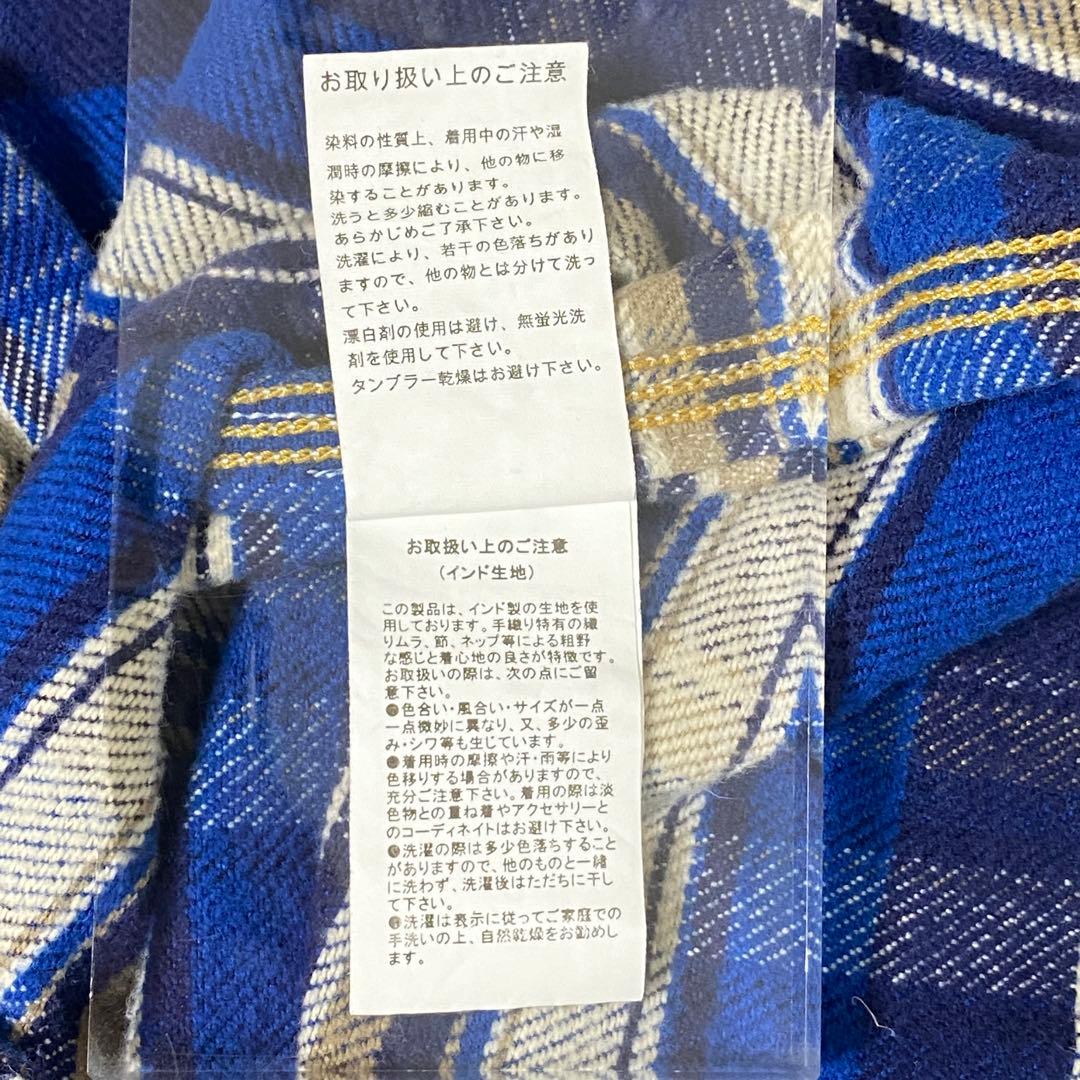 お取り扱い上のご注意
染料の性質上、着用中の汗や湿
潤時の摩擦により、他の物に移
染することがあります。
洗うと多少縮むことがあります。
あらかじめご了承下さい。
洗濯により、若干の色落ちがあり
ますので、他の物とは分けて洗っ
て下さい。
漂白剤の使用は避け、無蛍光洗
剤を使用して下さい。
タンブラー乾燥はお避け下さい。
お取扱い上のご注意
(インド生地)
この製品は、インド製の生地を使
用しております。手織り特有の織
りムラ、節、ネップ等による粗野
な感じと着心地の良さが特徴です。
お取扱いの際は、次の点にご留
意下さい。
●色合い・風合い・サイズが一点
一点微妙に異なり、又、多少の歪
み・シワ等も生じています。
●着用時の摩擦や汗・雨等により
色移りする場合がありますので、
充分ご注意下さい。着用の際は淡
色物との重ね着やアクセサリーと
のコーディネイトはお避け下さい。
●洗濯の際は多少色落ちすること
がありますので、他のものと一緒
に洗わず、洗濯後はただちに干し
て下さい。
●洗濯は表示に従ってご家庭での
手洗いの上、自然乾燥をお勧めし
ます。